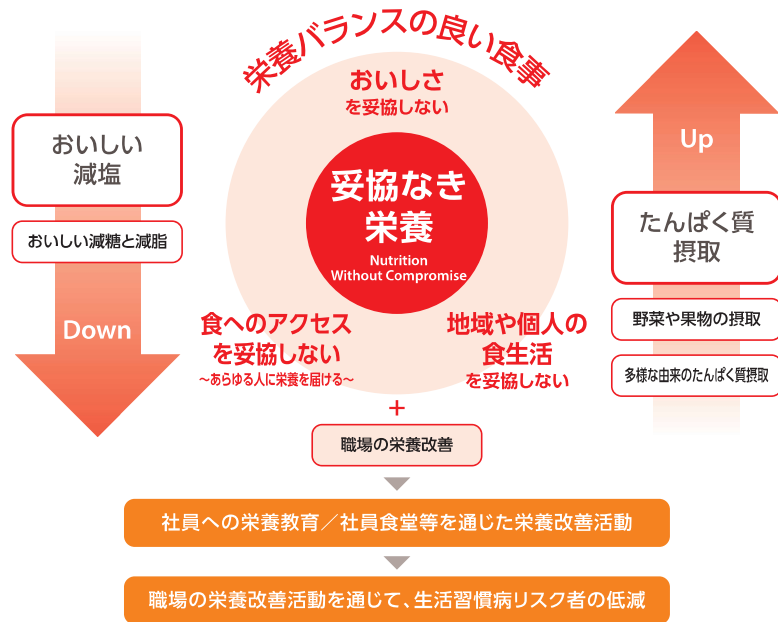 栄養バランスの良い食事
おいしさ
を妥協しない
妥協なき
栄養
Nutrition
Without Compromise
食へのアクセス
を妥協しない
~あらゆる人に栄養を届ける~
地域や個人の
食生活
を妥協しない
おいしい
減塩
おいしい減糖と減脂
Down
Up
たんぱく質
摂取
野菜や果物の摂取
多様な由来のたんぱく質摂取
+
職場の栄養改善
社員への栄養教育/社員食堂等を通じた栄養改善活動
職場の栄養改善活動を通じて、生活習慣病リスク者の低減